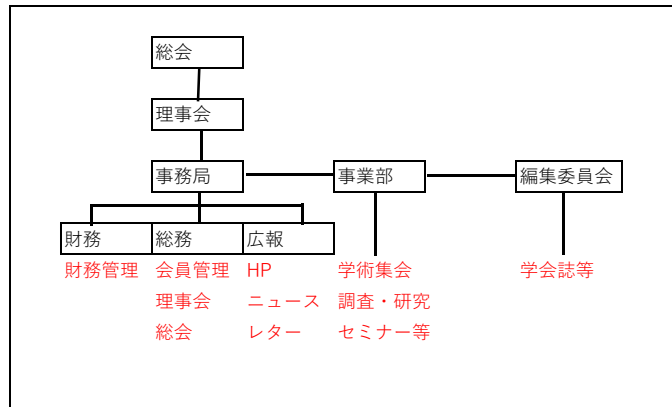 総会
理事会
事務局 事業部 編集委員会
財務 総務 広報
財務管理 会員管理 HP 学術集会 学会誌等
理事会 ニュース 調査・研究
総会 レター セミナー等